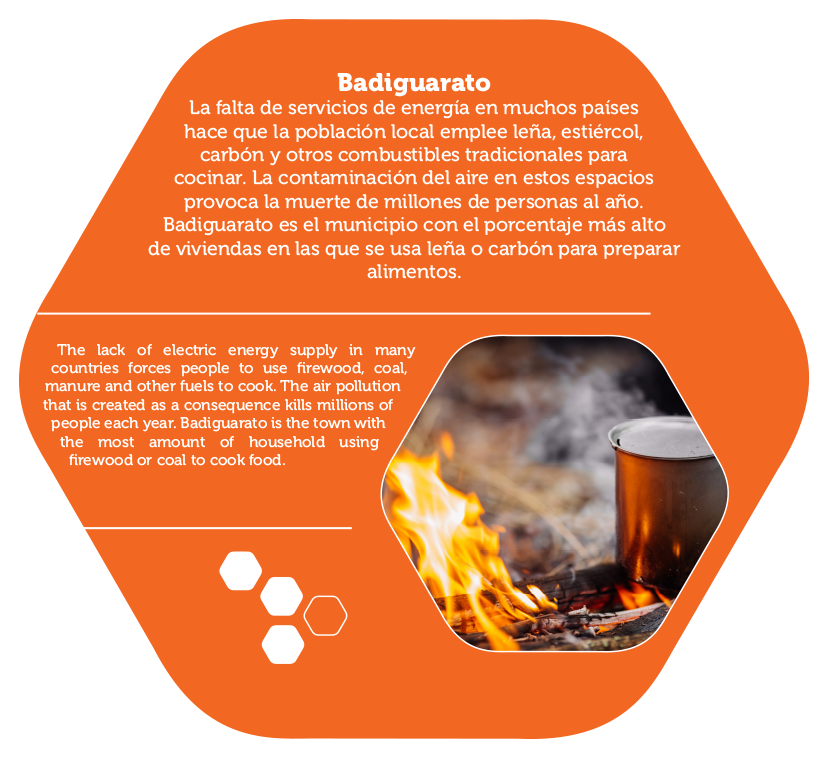 Badiguarato
La falta de servicios de energía en muchos países
hace que la población local emplee leña, estiércol,
carbón y otros combustibles tradicionales para
cocinar. La contaminación del aire en estos espacios
provoca la muerte de millones de personas al año.
Badiguarato es el municipio con el porcentaje más alto
de viviendas en las que se usa leña o carbón para preparar
alimentos.
The lack of electric energy supply in many
countries forces people to use firewood, coal,
manure and other fuels to cook. The air pollution
that is created as a consequence kills millions of
people each year. Badiguarato is the town with
the most amount of household using
firewood or coal to cook food.